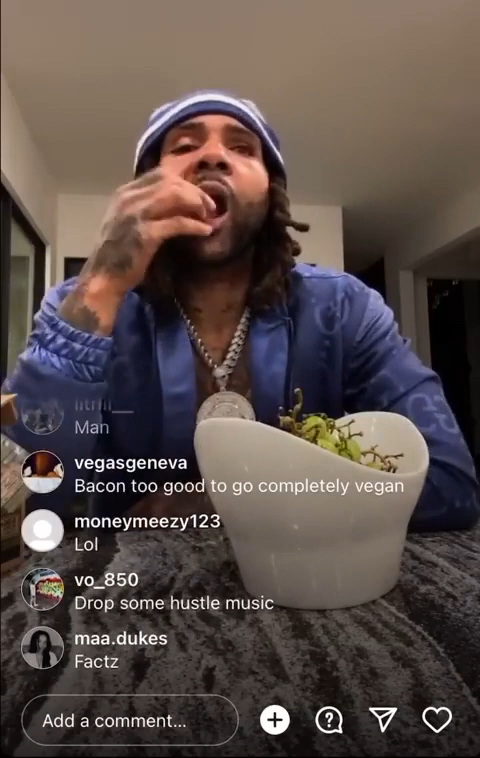 Man
vegasgeneva
Bacon too good to go completely vegan
moneymeezy123
Lol
vo_850
Drop some hustle music
maa.dukes
Factz
Add a comment...